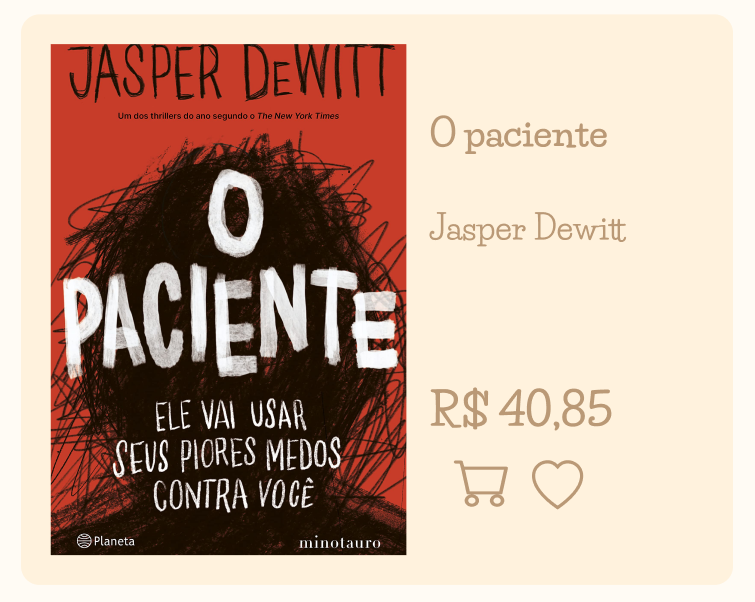 JASPER DEWITT
Um dos thrillers do ano segundo o The New York Times
O
PACIENTE
ELE VAI USAR
SEUS PIORES MEDOS
CONTRA VOCÊ
Planeta
minotauro
O paciente
Jasper Dewitt
R$ 40,85